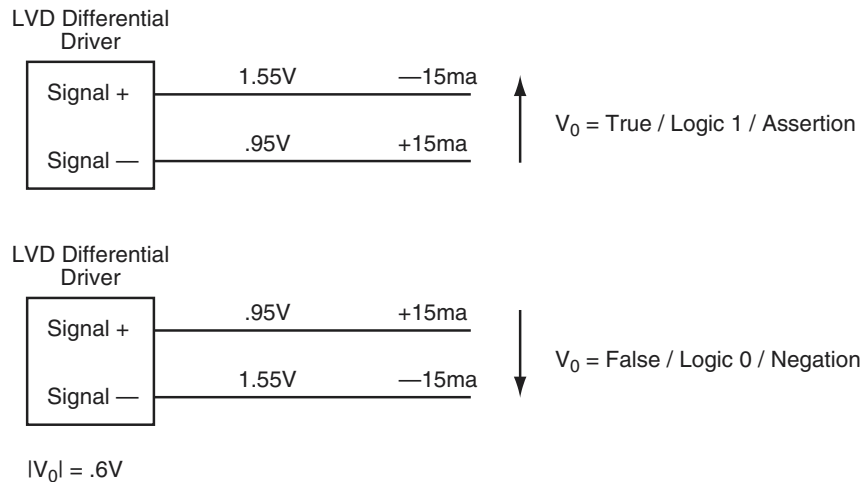 LVD Differential
Driver
Signal + 1.55V —15ma
V0 = True / Logic 1 / Assertion
Signal — .95V +15ma
LVD Differential
Driver
Signal + .95V +15ma
V0 = False / Logic 0 / Negation
Signal — 1.55V —15ma
|V0| = .6V